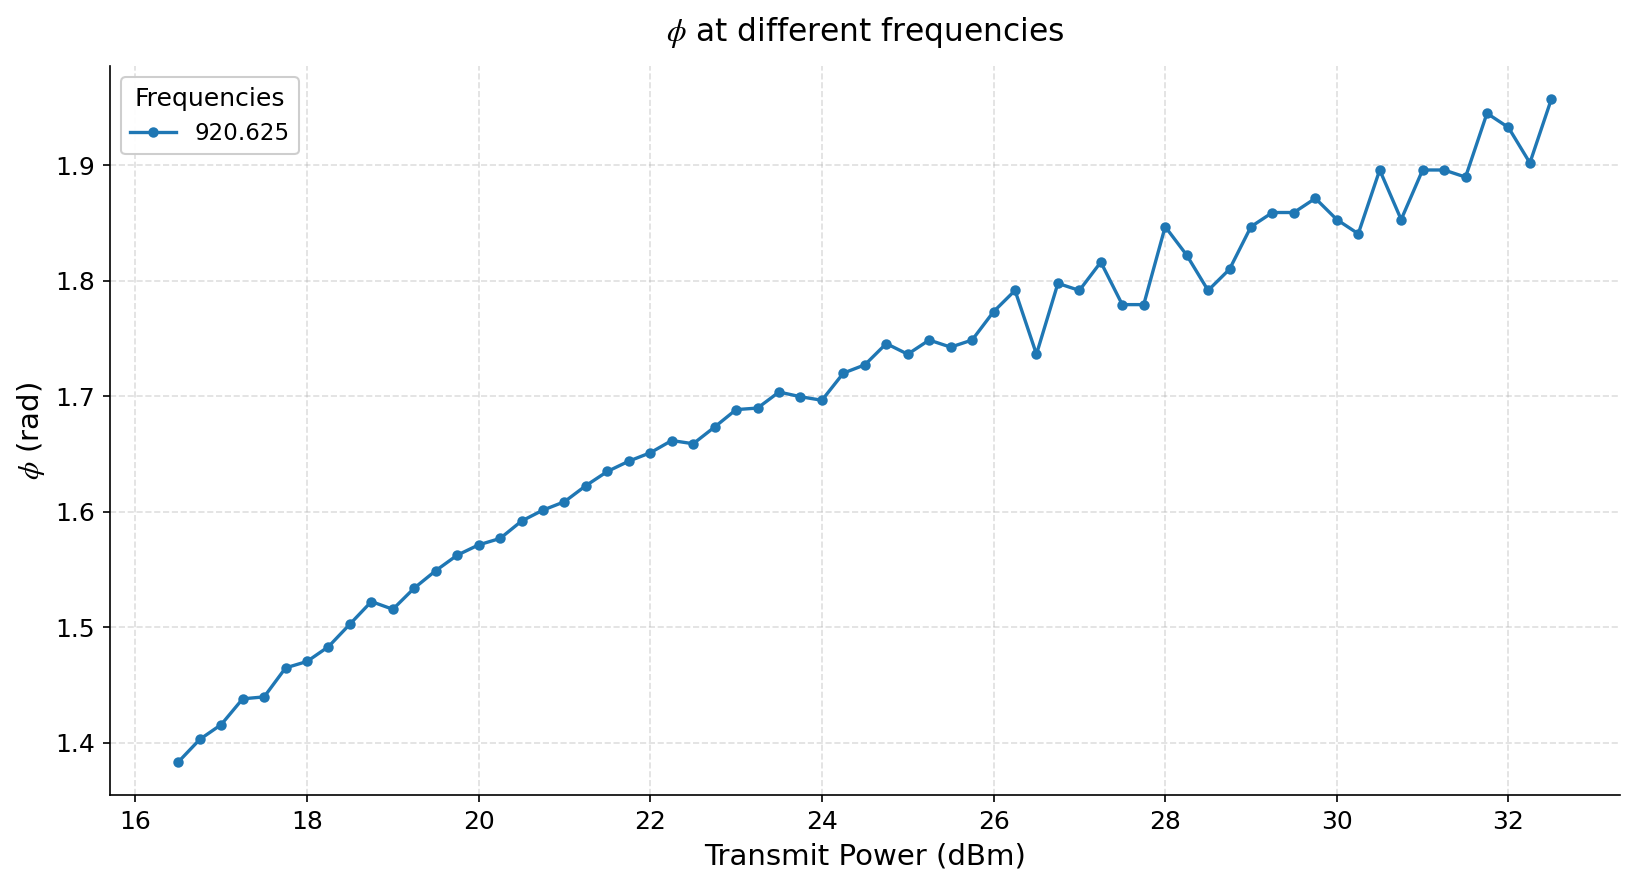 ϕ at different frequencies
Frequencies
920.625
ϕ (rad)
1.9
1.8
1.7
1.6
1.5
1.4
16 18 20 22 24 26 28 30 32
Transmit Power (dBm)